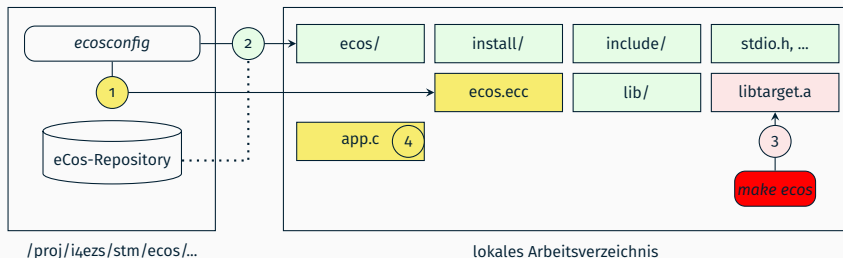 ecosconfig
2
ecos/
install/
include/
stdio.h, ...
1
ecos.ecc
lib/
libtarget.a
eCos-Repository
app.c
4
3
make ecos
/proj/i4ezs/stm/ecos/...
lokales Arbeitsverzeichnis